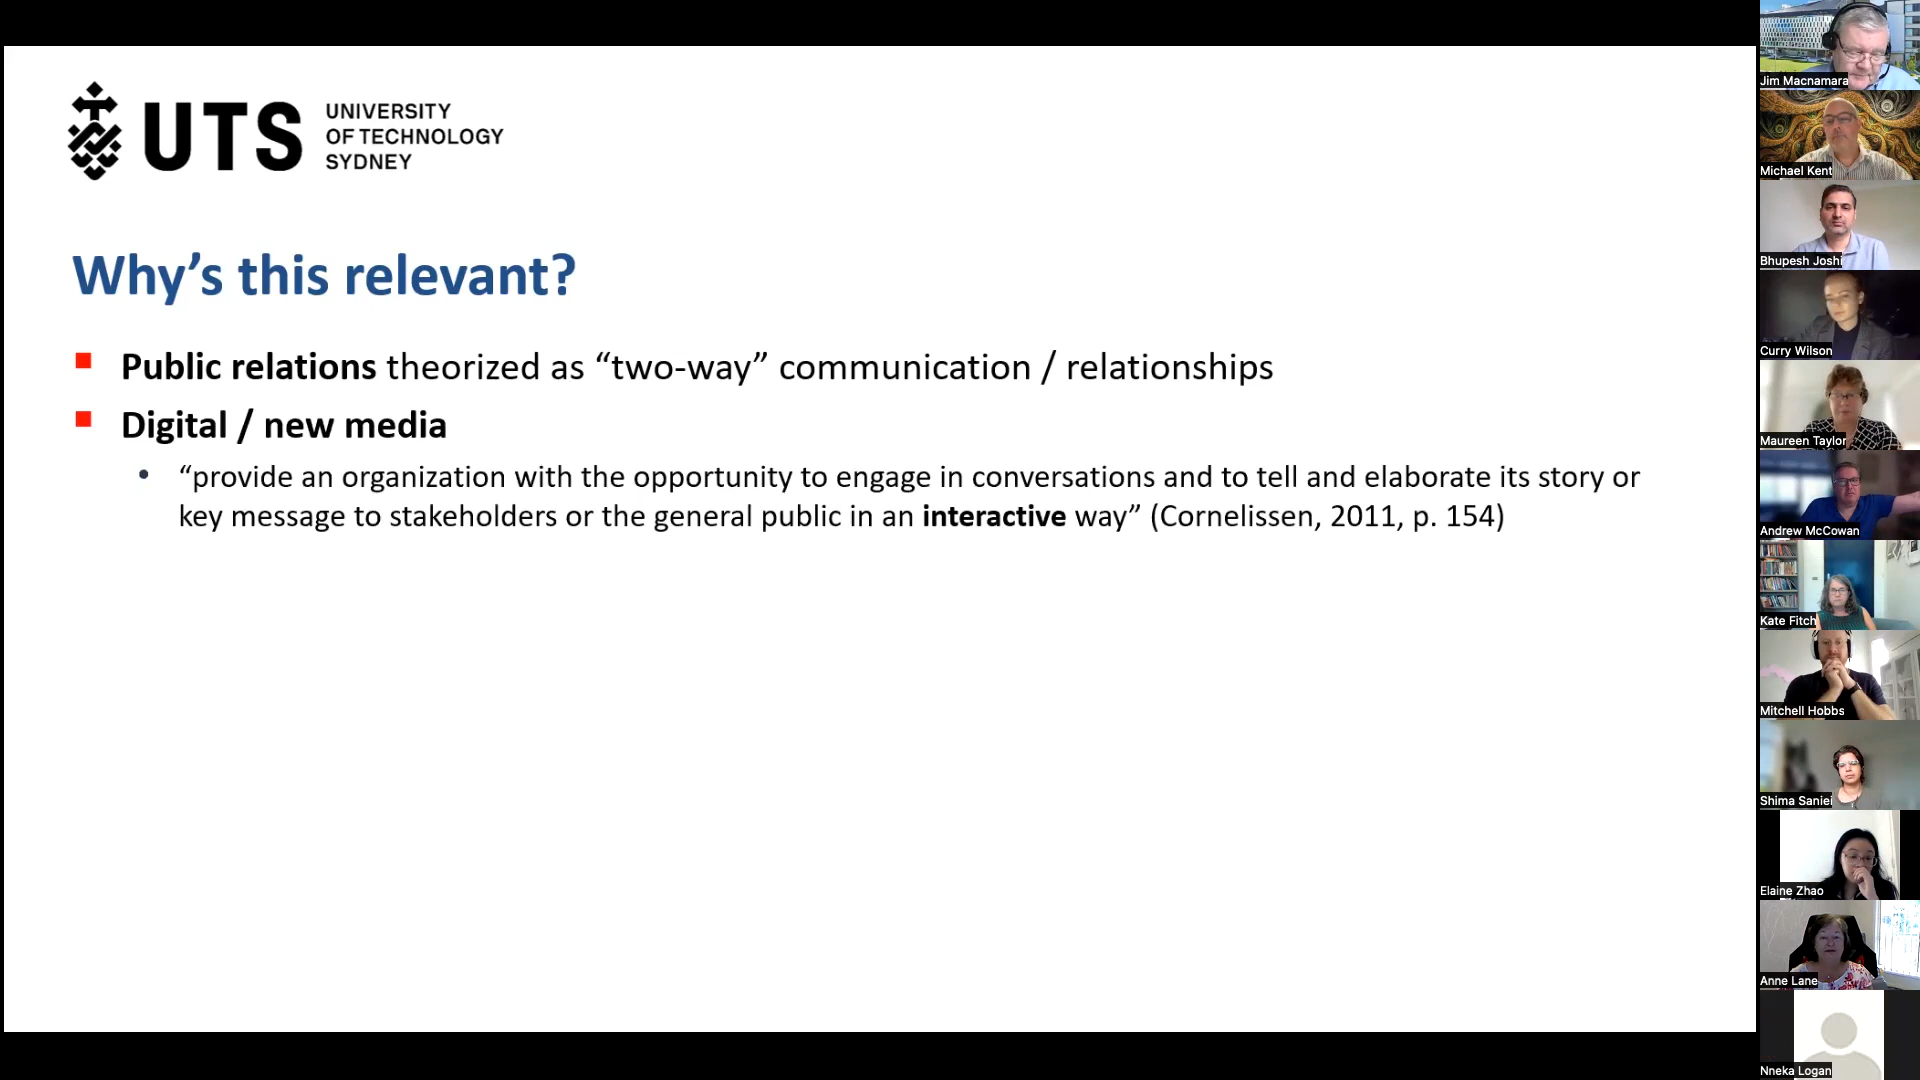 UTS
UNIVERSITY
OF TECHNOLOGY
SYDNEY
Why’s this relevant?
Public relations theorized as “two-way” communication / relationships
Digital / new media
“provide an organization with the opportunity to engage in conversations and to tell and elaborate its story or
key message to stakeholders or the general public in an interactive way” (Cornelissen, 2011, p. 154)
Jim Macnamara
Michael Kent
Bhupesh Joshi
Curry Wilson
Maureen Taylor
Andrew McCowan
Kate Fitch
Mitchell Hobbs
Shima Saniei
Elaine Zhao
Anne Lane
Nneka Logan